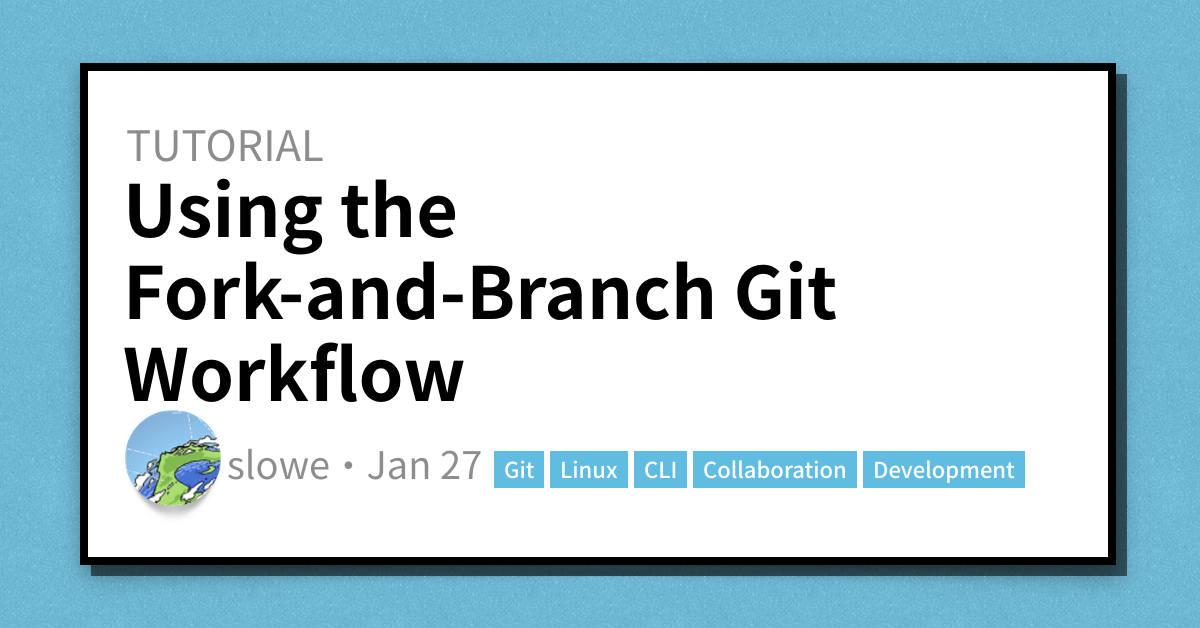 TUTORIAL
Using the
Fork-and-Branch Git
Workflow
slowe • Jan 27 Git Linux CLI Collaboration Development